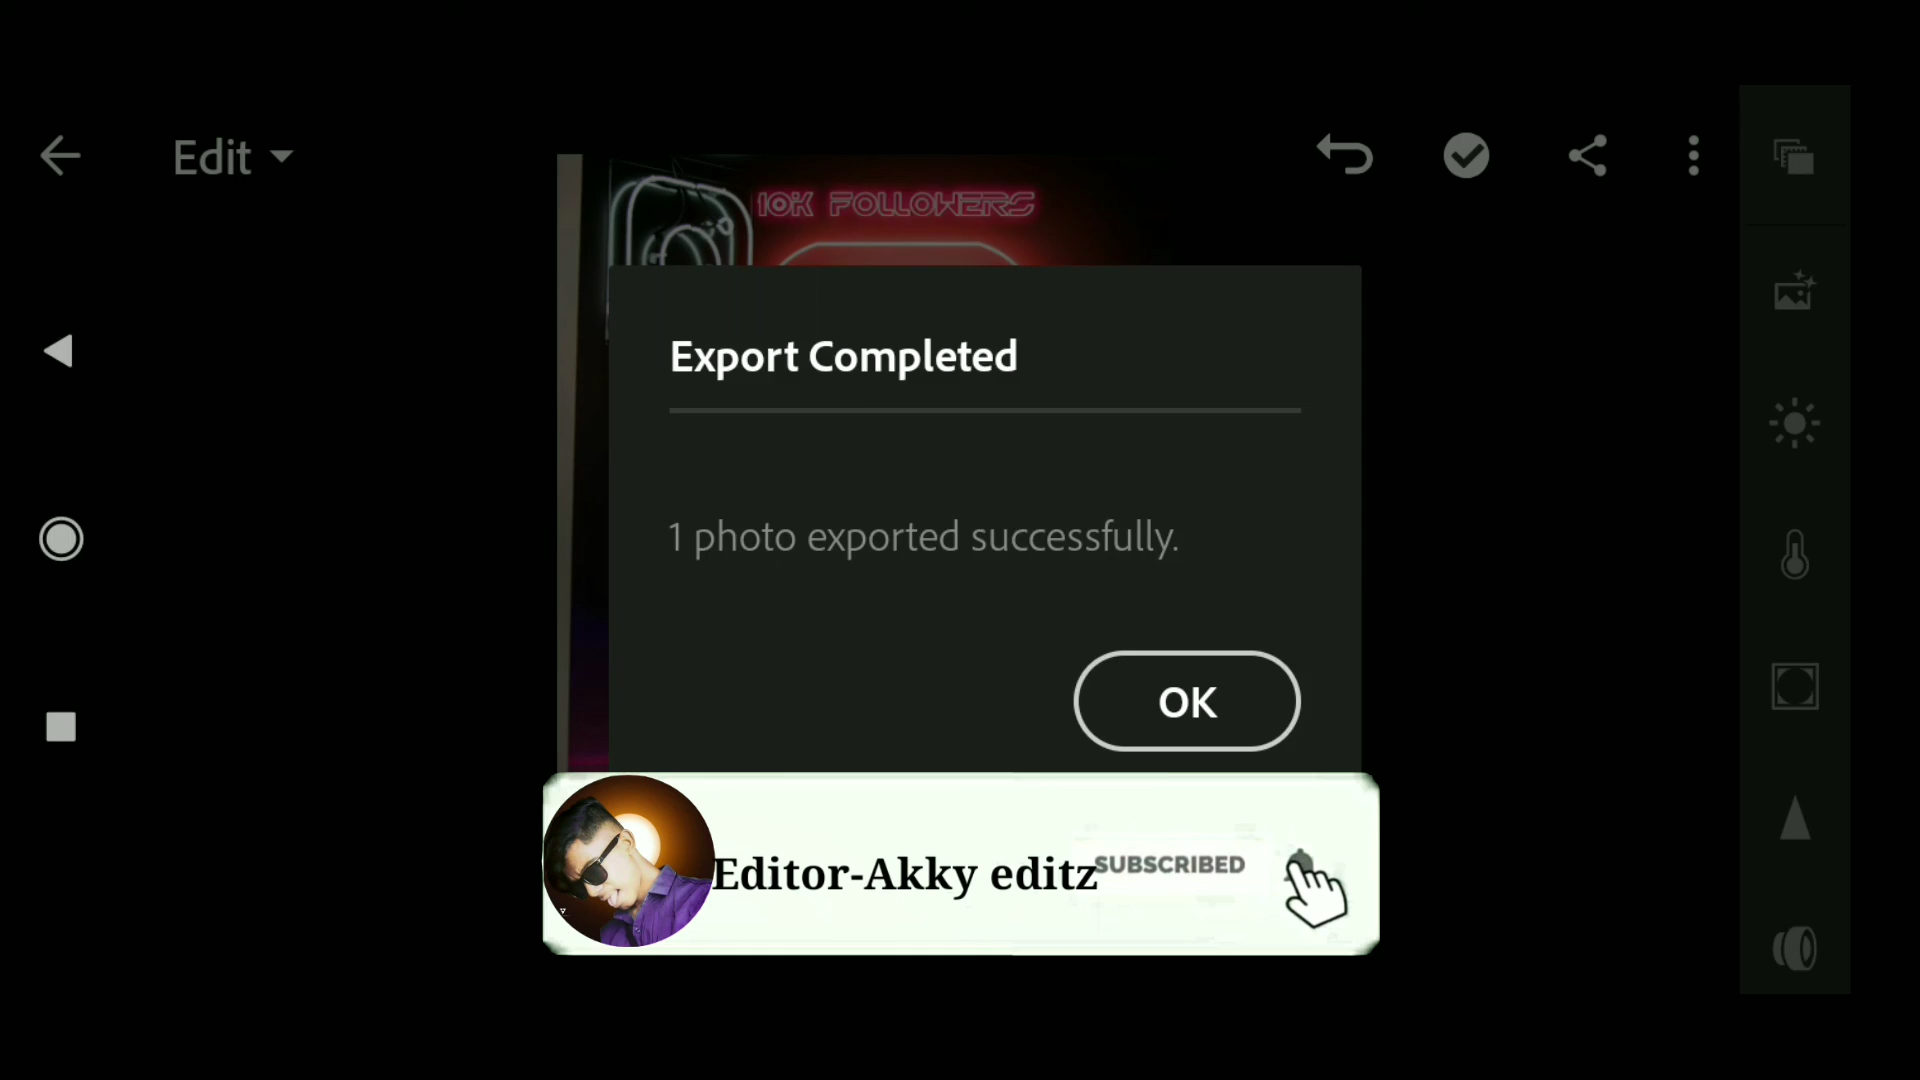 Edit
10K FOLLOWERS
Export Completed
1 photo exported successfully.
OK
Editor-Akky editz
SUBSCRIBED